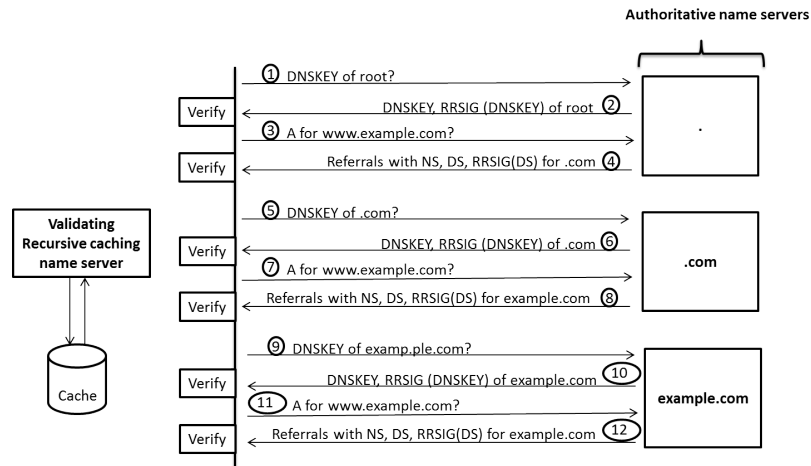 Authoritative name servers
① DNSKEY of root?
Verify
DNSKEY, RRSIG (DNSKEY) of root ②
③ A for www.example.com?
.
Verify
Referrals with NS, DS, RRSIG(DS) for .com ④
⑤ DNSKEY of .com?
Validating
Recursive caching
name server
Verify
DNSKEY, RRSIG (DNSKEY) of .com ⑥
⑦ A for www.example.com?
.com
Verify
Referrals with NS, DS, RRSIG(DS) for example.com ⑧
⑨ DNSKEY of examp.ple.com?
Verify
DNSKEY, RRSIG (DNSKEY) of example.com ⑩
Cache
⑪ A for www.example.com?
example.com
Verify
Referrals with NS, DS, RRSIG(DS) for example.com ⑫